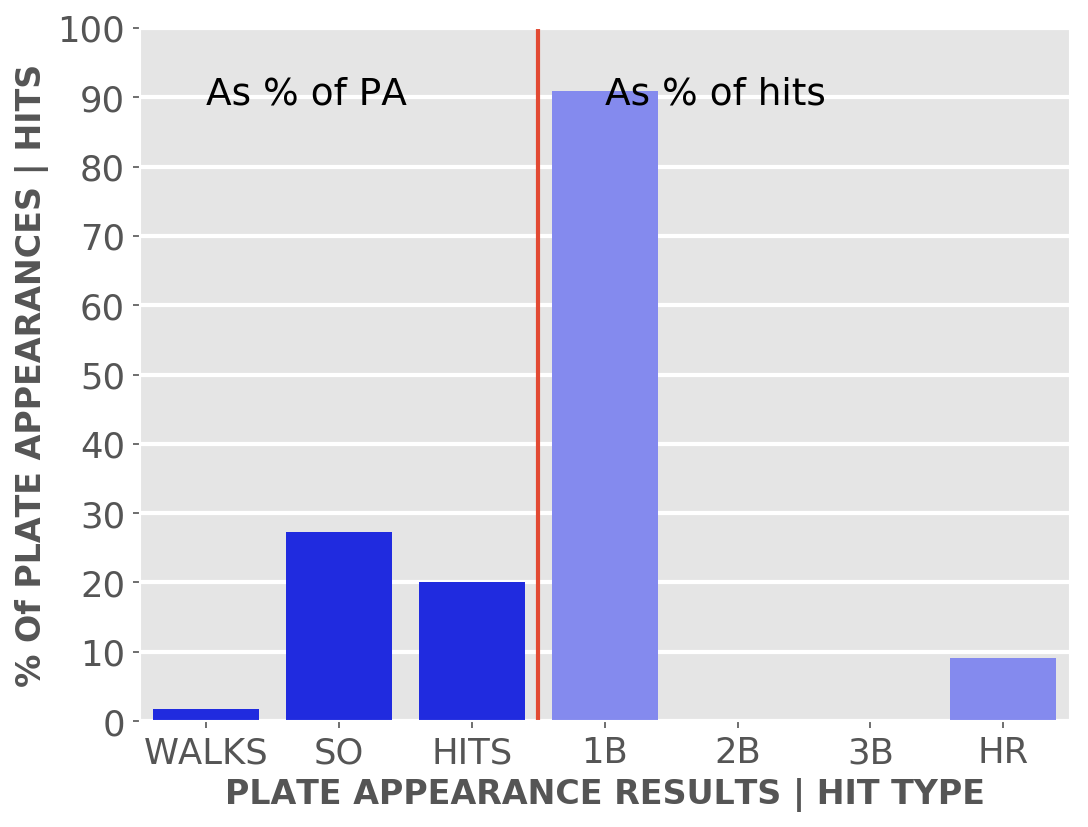 % Of PLATE APPEARANCES | HITS
100
90
80
70
60
50
40
30
20
10
0
As % of PA
As % of hits
WALKS SO HITS 1B 2B 3B HR
PLATE APPEARANCE RESULTS | HIT TYPE